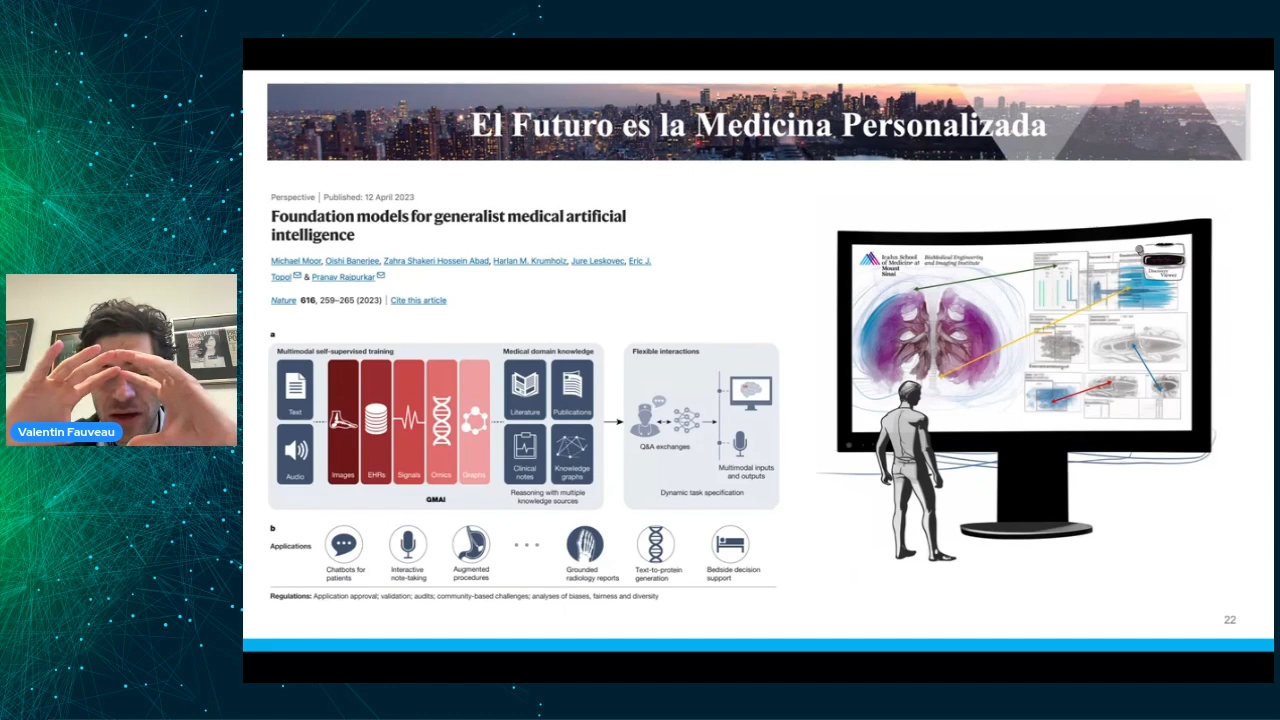 El Futuro es la Medicina Personalizada
Perspective | Published: 12 April 2023
Foundation models for generalist medical artificial
intelligence
Michael Moor, Oishi Banerjee, Zahra Shakeri Hossein Abad, Harlan M. Krumholz, Jure Leskovec, Eric J.
Topol & Pranav Rajpurkar
Nature 616, 259–265 (2023) | Cite this article
a
Multimodal self-supervised training
Medical domain knowledge
Flexible interactions
Text
Audio
Images
EHRs
Signals
Omics
Graphs
Literature
Publications
Clinical
notes
Knowledge
graphs
GMAI
Reasoning with multiple
knowledge sources
Q&A exchanges
Multimodal inputs
and outputs
Dynamic task specification
b
Applications
Chatbots for
patients
Interactive
note-taking
Augmented
procedures
Grounded
radiology reports
Text-to-protein
generation
Bedside decision
support
Regulations: Application approval; validation; audits; community-based challenges; analyses of biases, fairness and diversity
Icahn School
of Medicine at
Mount
Sinai
BioMedical Engineering
and Imaging Institute
Discovery
Viewer
22
Valentin Fauveau